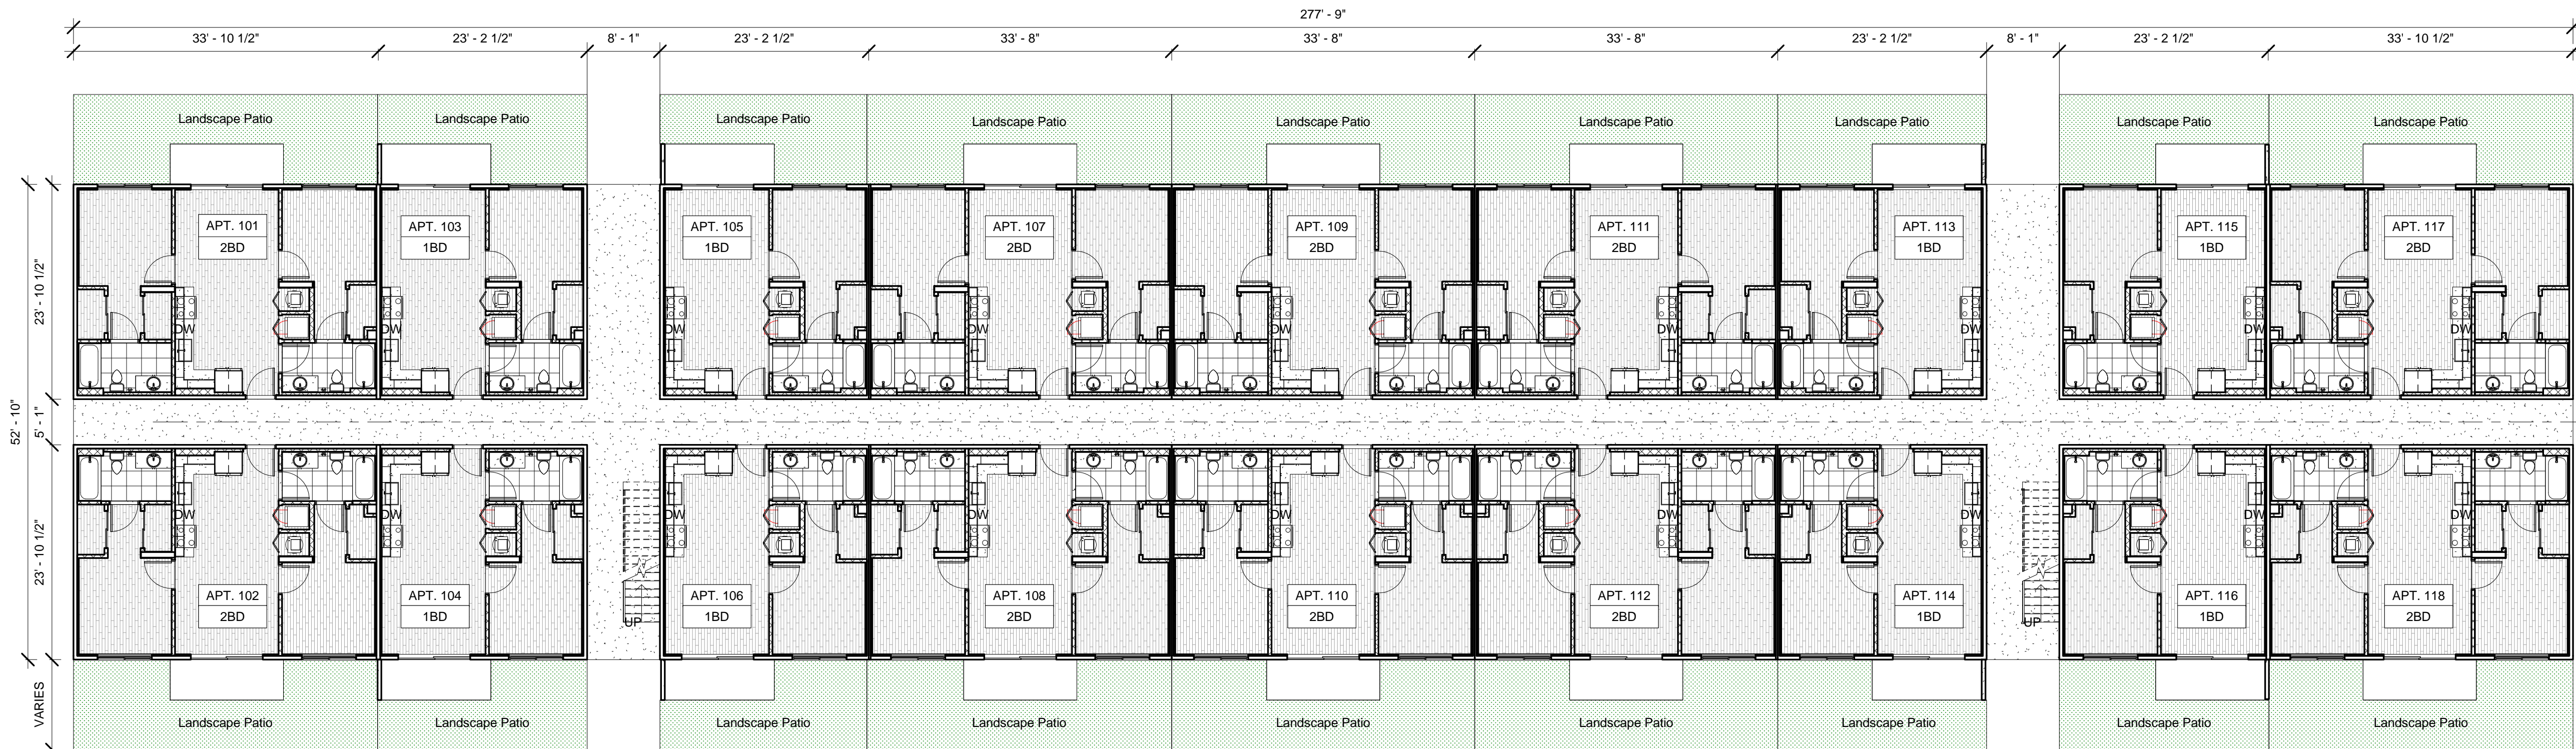 277' - 9"
33' - 10 1/2"
23' - 2 1/2"
8' - 1"
23' - 2 1/2"
33' - 8"
33' - 8"
33' - 8"
23' - 2 1/2"
8' - 1"
23' - 2 1/2"
33' - 10 1/2"
Landscape Patio
Landscape Patio
Landscape Patio
Landscape Patio
Landscape Patio
Landscape Patio
Landscape Patio
Landscape Patio
Landscape Patio
APT. 101
2BD
APT. 103
1BD
APT. 105
1BD
APT. 107
2BD
APT. 109
2BD
APT. 111
2BD
APT. 113
1BD
APT. 115
1BD
APT. 117
2BD
23' - 10 1/2"
DW
DW
DW
DW
DW
DW
DW
DW
DW
52' - 10"
5' - 1"
23' - 10 1/2"
DW
DW
DW
DW
DW
DW
DW
DW
DW
APT. 102
2BD
APT. 104
1BD
UP
APT. 106
1BD
APT. 108
2BD
APT. 110
2BD
APT. 112
2BD
APT. 114
1BD
UP
APT. 116
1BD
APT. 118
2BD
VARIES
Landscape Patio
Landscape Patio
Landscape Patio
Landscape Patio
Landscape Patio
Landscape Patio
Landscape Patio
Landscape Patio
Landscape Patio